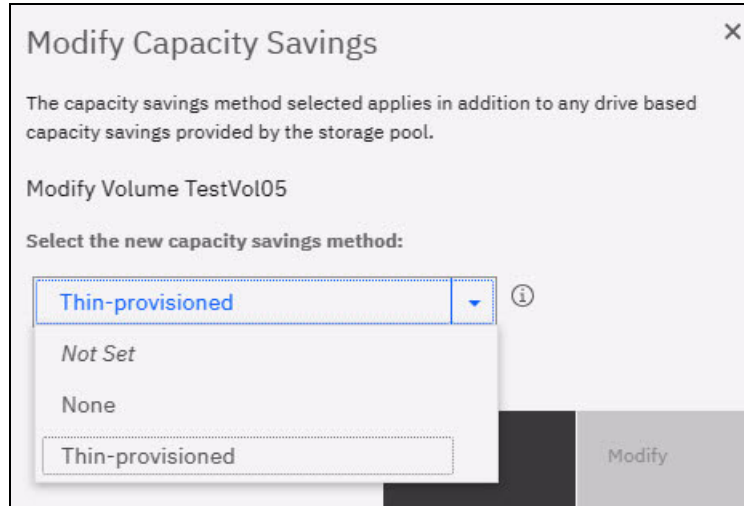 Modify Capacity Savings
The capacity savings method selected applies in addition to any drive based
capacity savings provided by the storage pool.
Modify Volume TestVol05
Select the new capacity savings method:
Thin-provisioned
Not Set
None
Thin-provisioned
Modify